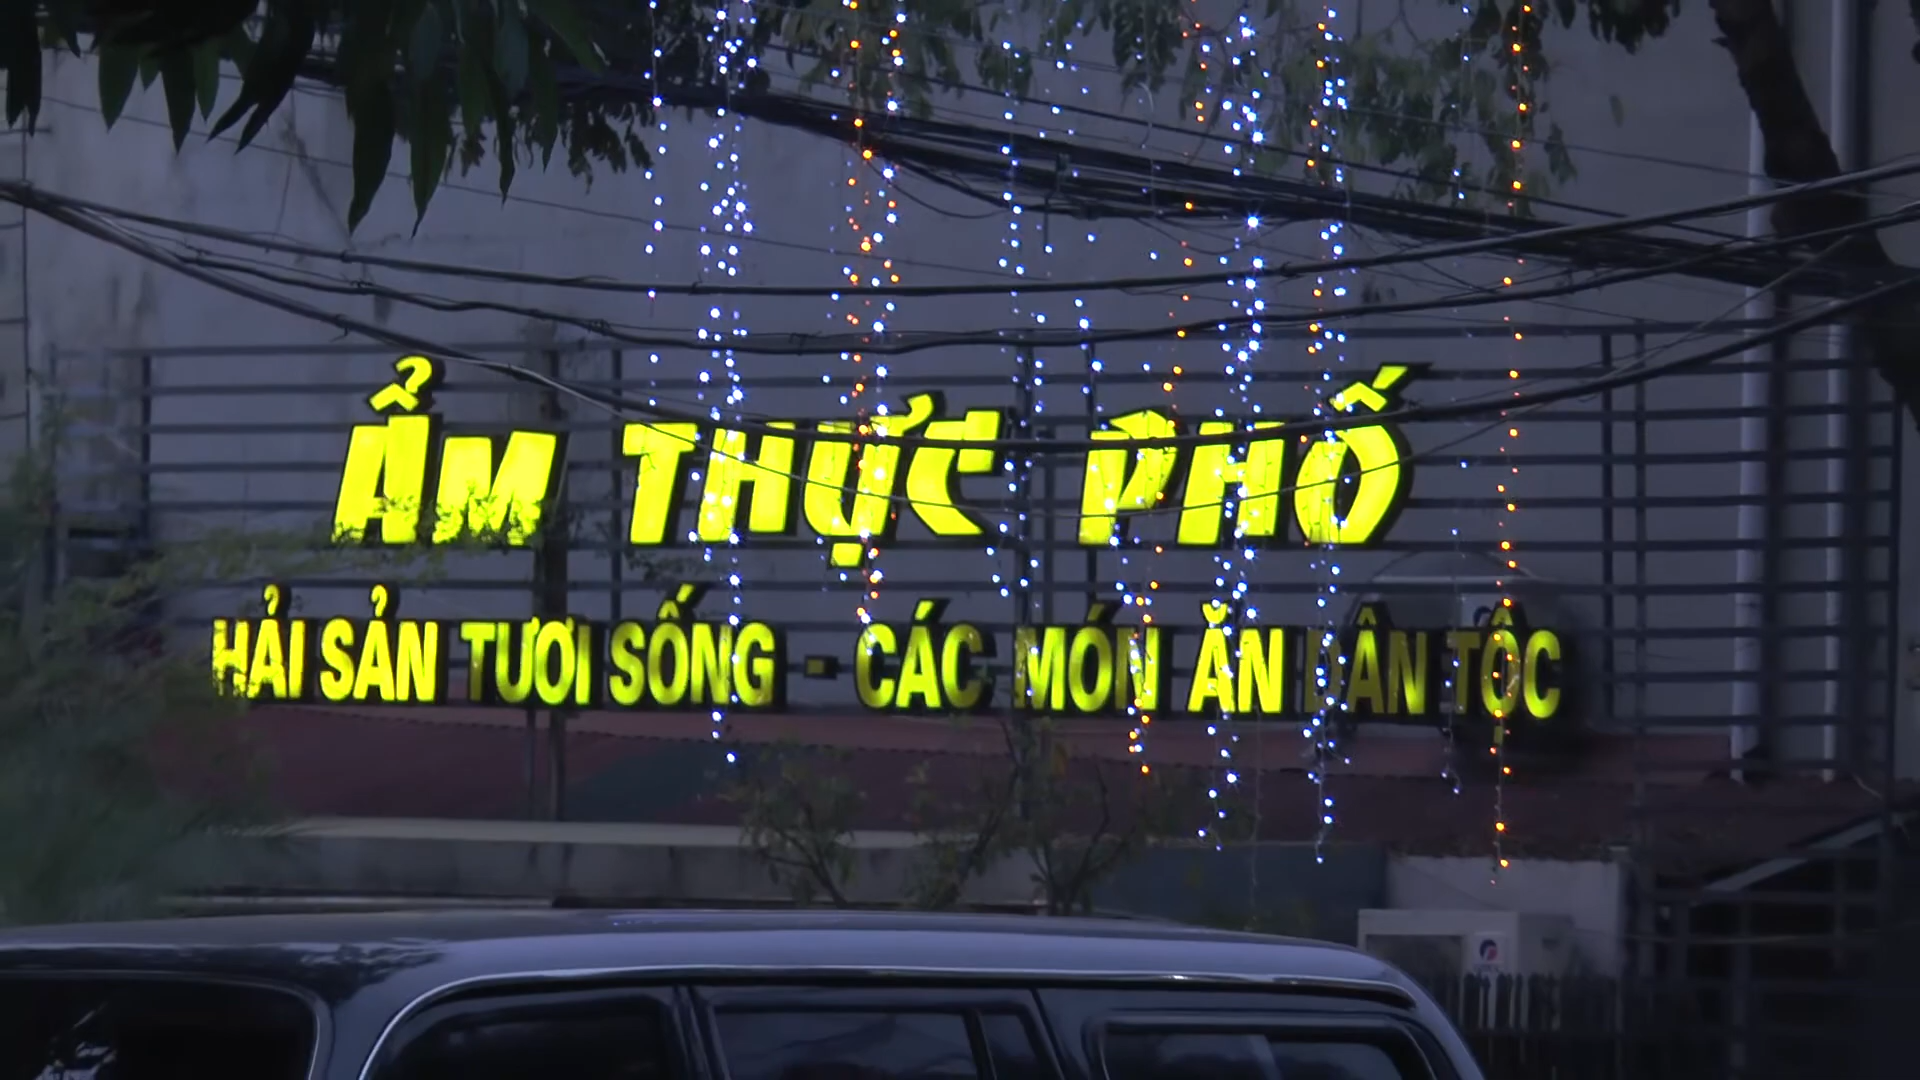 ẨM THỰC PHỐ
HẢI SẢN TƯƠI SỐNG - CÁC MÓN ĂN DÂN TỘC